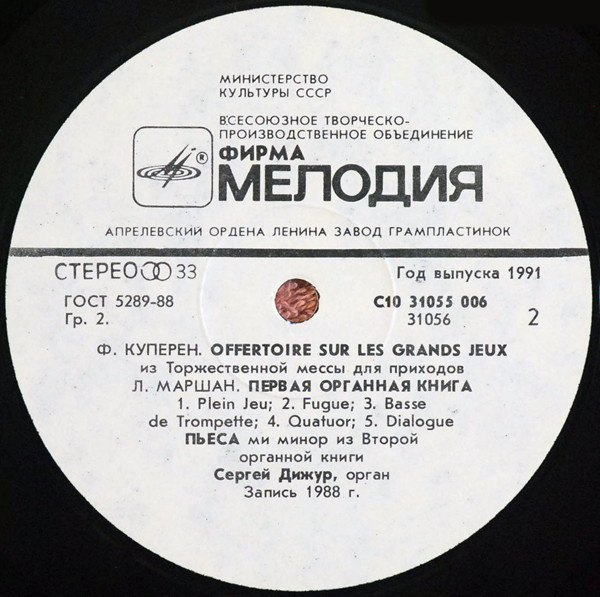 МИНИСТЕРСТВО
КУЛЬТУРЫ СССР
ВСЕСОЮЗНОЕ ТВОРЧЕСКО-
ПРОИЗВОДСТВЕННОЕ ОБЪЕДИНЕНИЕ
®
ФИРМА
МЕЛОДИЯ
АПРЕЛЕВСКИЙ ОРДЕНА ЛЕНИНА ЗАВОД ГРАМПЛАСТИНОК
СТЕРЕО 33
Год выпуска 1991
ГОСТ 5289-88
С10 31055 006
Гр. 2.
31056
2
Ф. КУПЕРЕН. OFFERTOIRE SUR LES GRANDS JEUX
из Торжественной мессы для приходов
Л. МАРШАН. ПЕРВАЯ ОРГАННАЯ КНИГА
1. Plein Jeu; 2. Fugue; 3. Basse
de Trompette; 4. Quatuor; 5. Dialogue
ПЬЕСА ми минор из Второй
органной книги
Сергей Дижур, орган
Запись 1988 г.